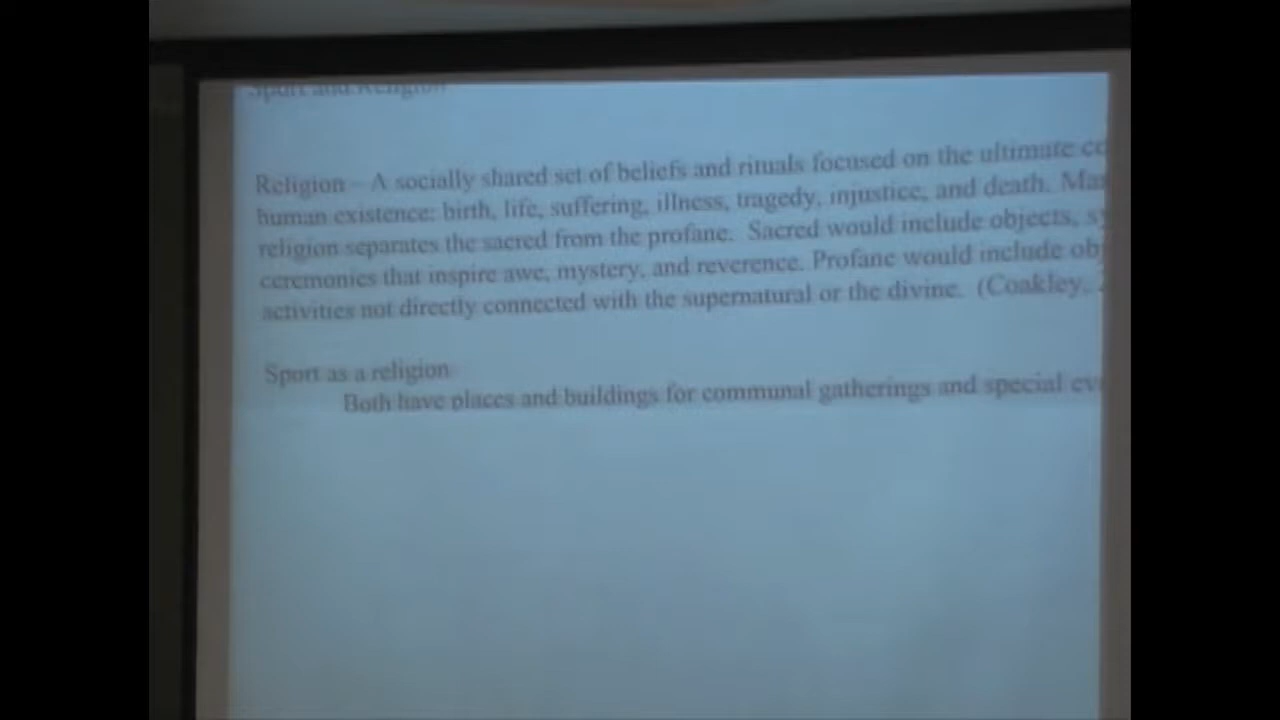 Sport and Religion
Religion – A socially shared set of beliefs and rituals focused on the ultimate
human existence: birth, life, suffering, illness, tragedy, injustice, and death.
religion separates the sacred from the profane. Sacred would include objects,
ceremonies that inspire awe, mystery, and reverence. Profane would include
activities not directly connected with the supernatural or the divine. (Coakley,
Sport as a religion
Both have places and buildings for communal gatherings and special